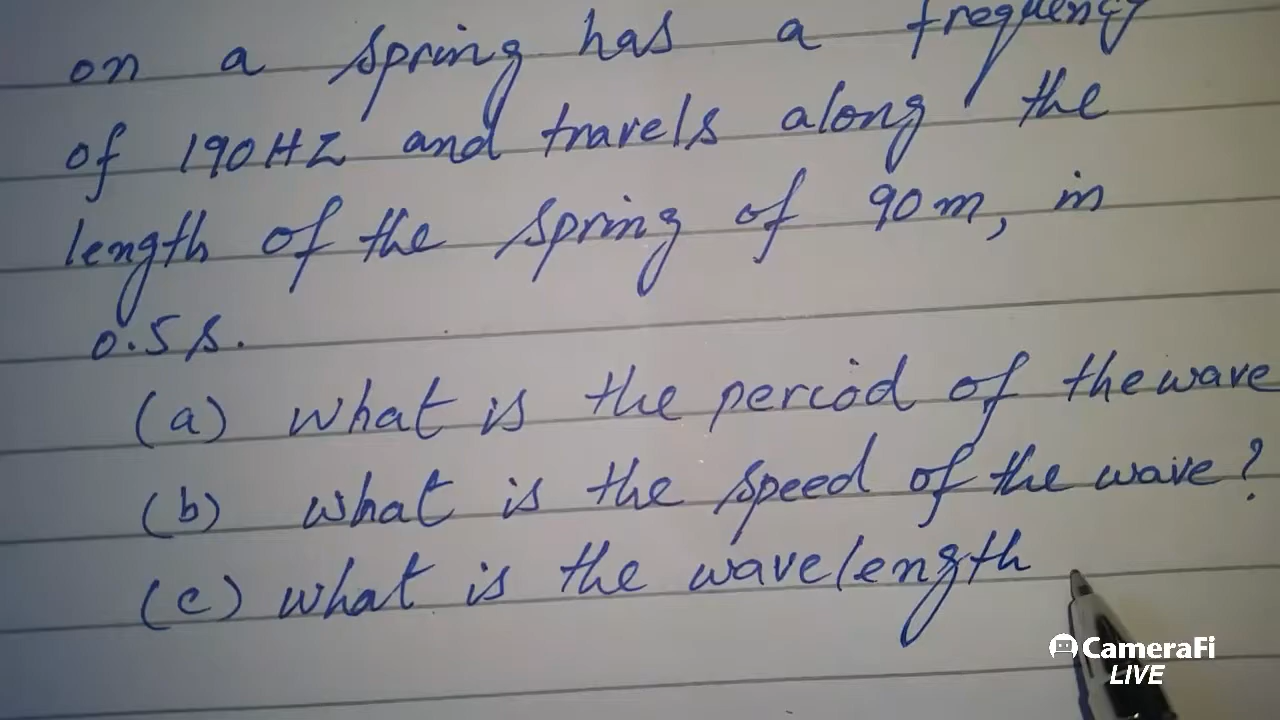 on a spring has a frequency
of 190HZ and travels along the
length of the spring of 90m, in
0.5s.
(a) what is the period of the wave
(b) what is the speed of the wave?
(c) what is the wavelength
CameraFi
LIVE